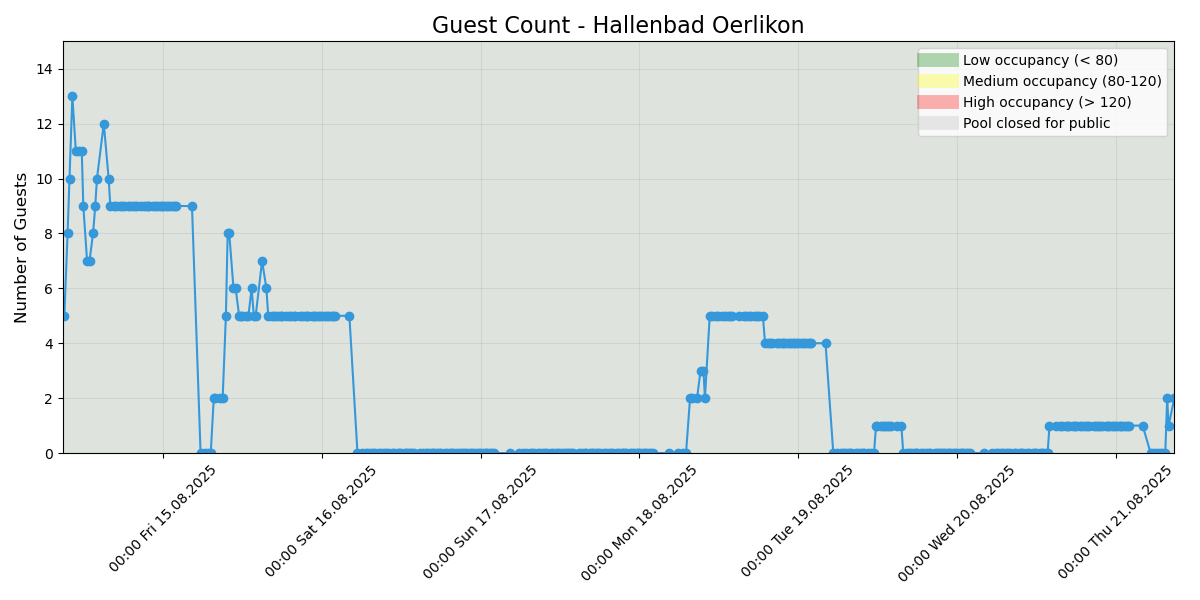 Guest Count - Hallenbad Oerlikon
Low occupancy (< 80)
Medium occupancy (80-120)
High occupancy (> 120)
Pool closed for public
Number of Guests
14
12
10
8
6
4
2
0
00:00 Fri 15.08.2025
00:00 Sat 16.08.2025
00:00 Sun 17.08.2025
00:00 Mon 18.08.2025
00:00 Tue 19.08.2025
00:00 Wed 20.08.2025
00:00 Thu 21.08.2025